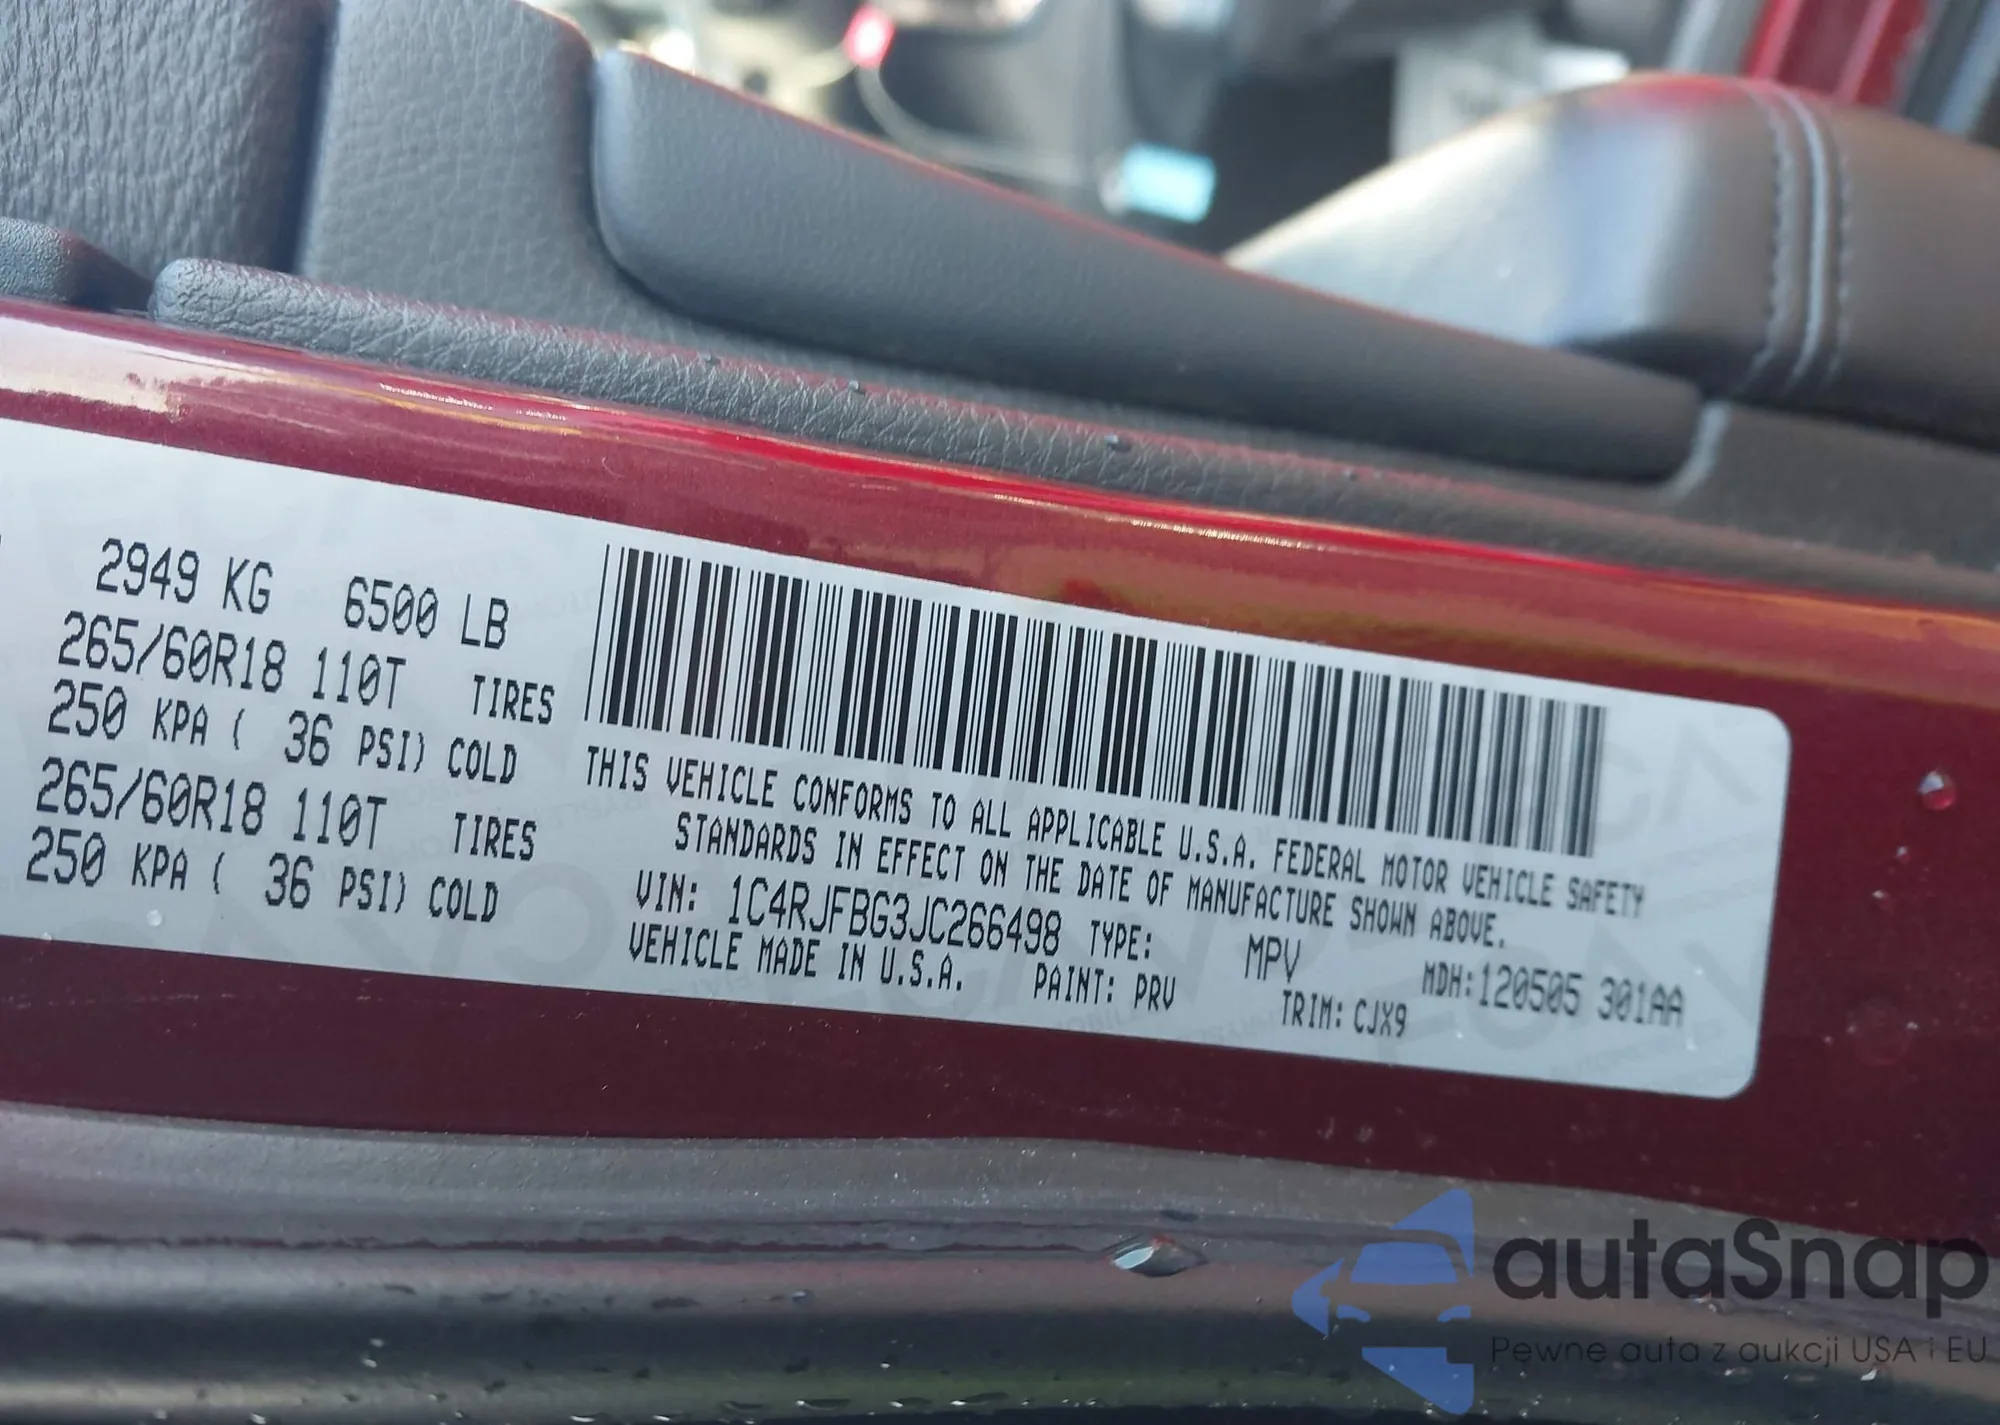 2949 KG 6500 LB
265/60R18 110T TIRES
250 KPA ( 36 PSI) COLD
265/60R18 110T TIRES
250 KPA ( 36 PSI) COLD
THIS VEHICLE CONFORMS TO ALL APPLICABLE U.S.A. FEDERAL MOTOR VEHICLE SAFETY
STANDARDS IN EFFECT ON THE DATE OF MANUFACTURE SHOWN ABOVE.
VIN: 1C4RJFBG3JC266498 TYPE: MPV MDH:120505 301AA
VEHICLE MADE IN U.S.A. PAINT: PRV TRIM: CJX9
autaSnap
Pewne auta z aukcji USA i EU